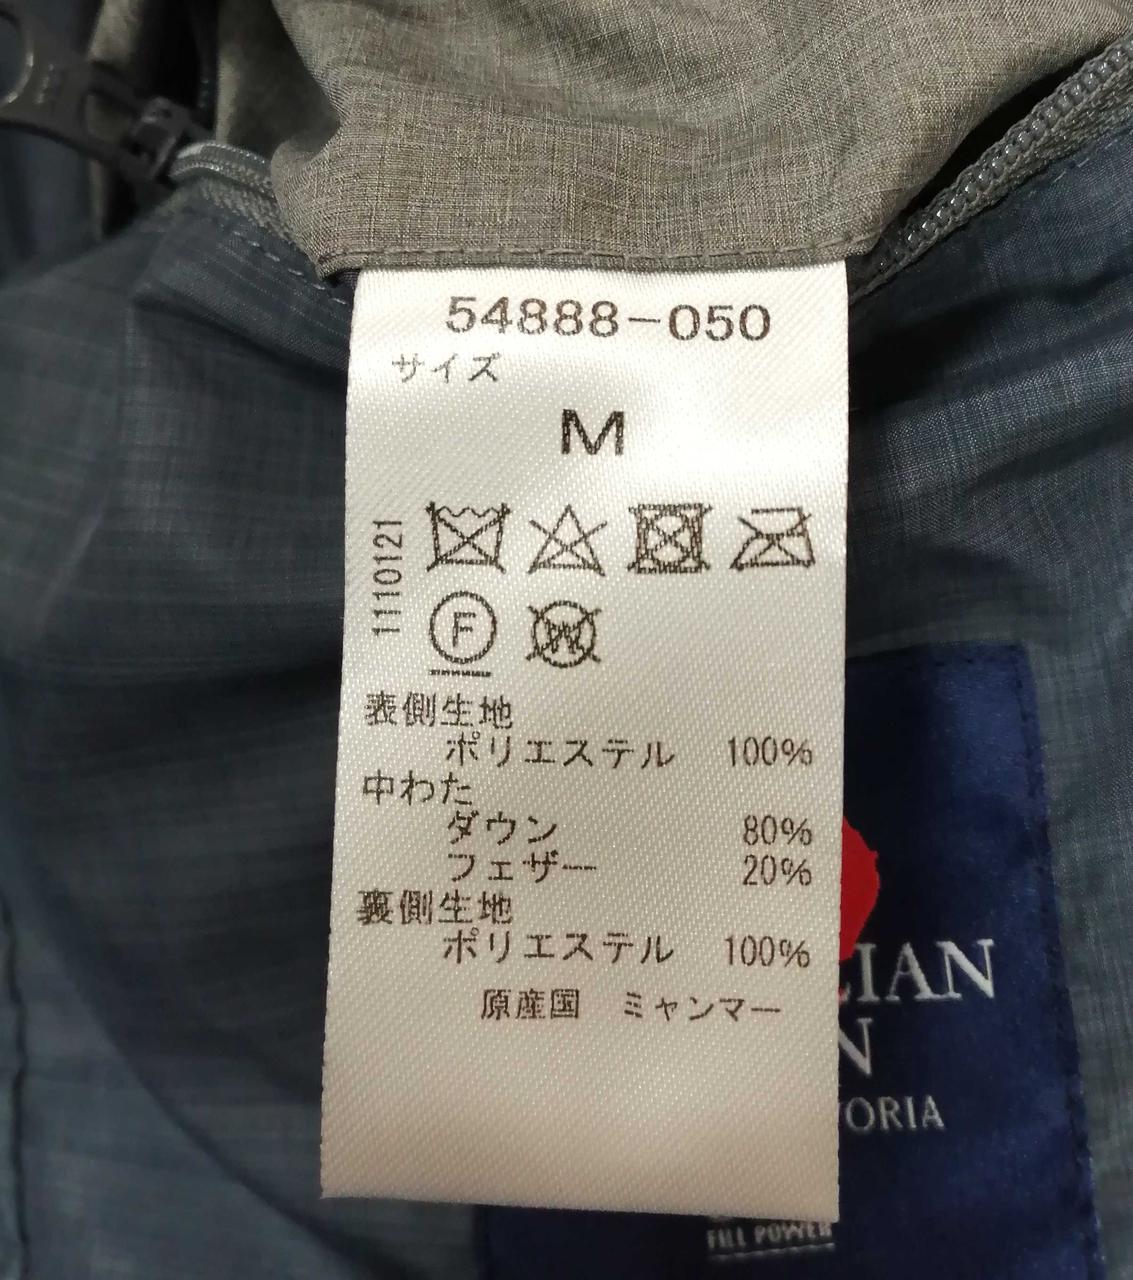 54888-050
サイズ
M
1110121
F
W
表側生地
ポリエステル 100%
中わた
ダウン 80%
フェザー 20%
裏側生地
ポリエステル 100%
原産国 ミャンマー
LIAN
N
VORIA
FILL POWER